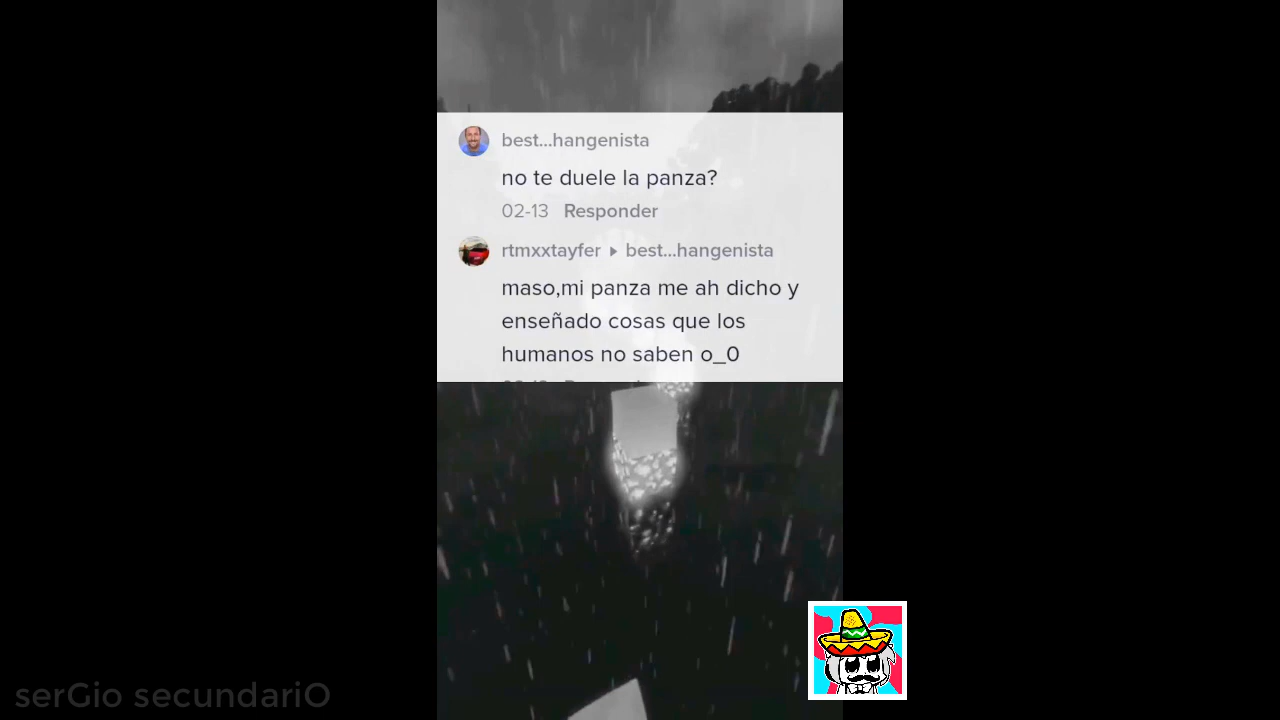 best...hangenista
no te duele la panza?
02-13 Responder
rtmxxtayfer ▸ best...hangenista
maso,mi panza me ah dicho y
enseñado cosas que los
humanos no saben o_0
serGio secundariO